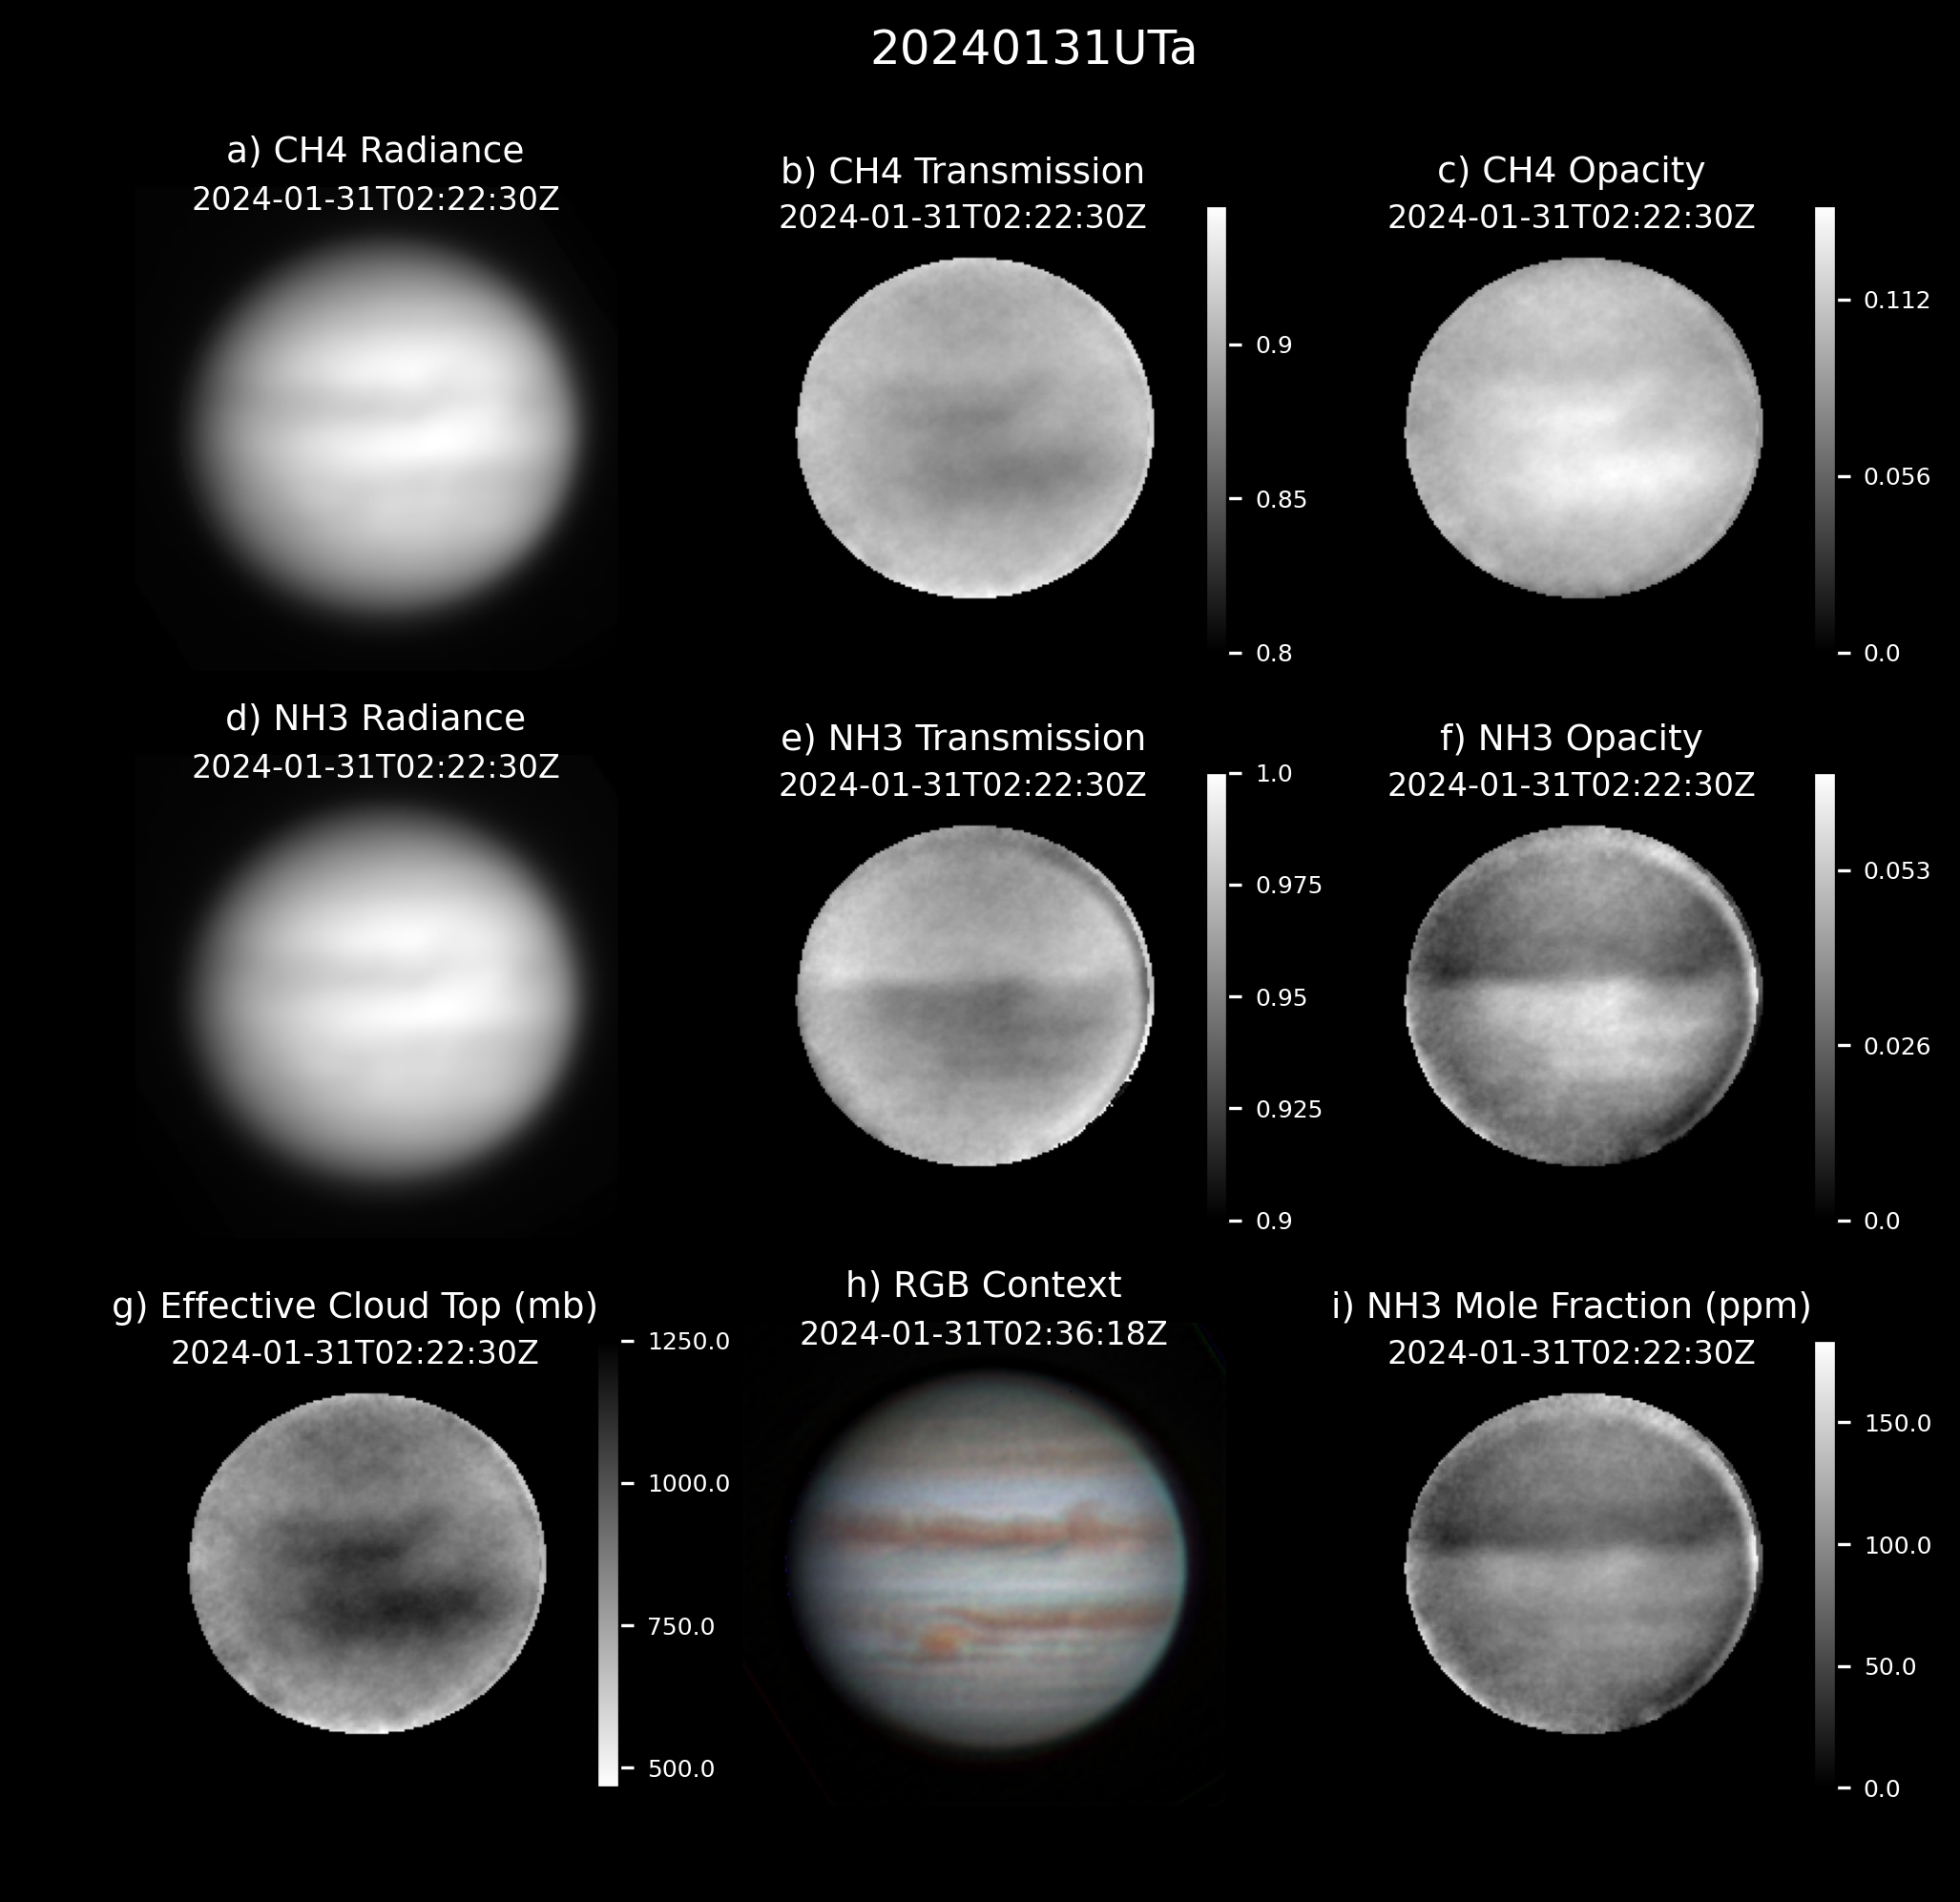 20240131UTa
a) CH4 Radiance
2024-01-31T02:22:30Z
b) CH4 Transmission
2024-01-31T02:22:30Z
0.9
0.85
0.8
c) CH4 Opacity
2024-01-31T02:22:30Z
0.112
0.056
0.0
d) NH3 Radiance
2024-01-31T02:22:30Z
e) NH3 Transmission
2024-01-31T02:22:30Z
1.0
0.975
0.95
0.925
0.9
f) NH3 Opacity
2024-01-31T02:22:30Z
0.053
0.026
0.0
g) Effective Cloud Top (mb)
2024-01-31T02:22:30Z
1250.0
1000.0
750.0
500.0
h) RGB Context
2024-01-31T02:36:18Z
i) NH3 Mole Fraction (ppm)
2024-01-31T02:22:30Z
150.0
100.0
50.0
0.0